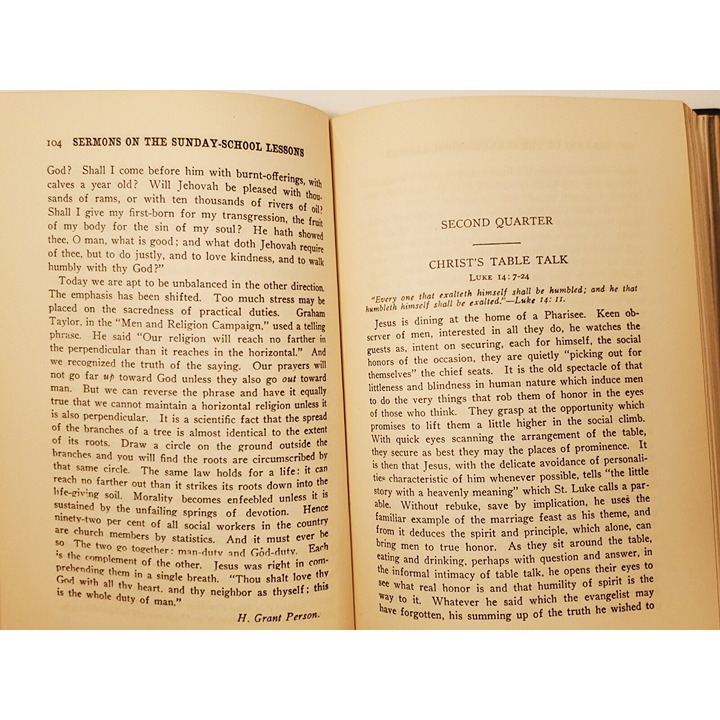 104 SERMONS ON THE SUNDAY-SCHOOL LESSONS
God? Shall I come before him with burnt-offerings, with
calves a year old? Will Jehovah be pleased with thou-
sands of rams, or with ten thousands of rivers of oil?
Shall I give my first-born for my transgression, the fruit
of my body for the sin of my soul? He hath showed
thee, O man, what is good; and what doth Jehovah require
of thee, but to do justly, and to love kindness, and to walk
humbly with thy God?"
Today we are apt to be unbalanced in the other direction.
The emphasis has been shifted. Too much stress may be
placed on the sacredness of practical duties. Graham
Taylor, in the "Men and Religion Campaign," used a telling
phrase. He said "Our religion will reach no farther in
the perpendicular than it reaches in the horizontal." And
we recognized the truth of the saying. Our prayers will
not go far up toward God unless they also go out toward
man. But we can reverse the phrase and have it equally
true that we cannot maintain a horizontal religion unless it
is also perpendicular. It is a scientific fact that the spread
of the branches of a tree is almost identical to the extent
of its roots. Draw a circle on the ground outside the
branches and you will find the roots are circumscribed by
that same circle. The same law holds for a life: it can
reach no farther out than it strikes its roots down into the
life-giving soil. Morality becomes enfeebled unless it is
sustained by the unfailing springs of devotion. Hence
ninety-two per cent of all social workers in the country
are church members by statistics. And it must ever be
so The two go together: man-duty and God-duty. Each
is the complement of the other. Jesus was right in com-
prehending them in a single breath. "Thou shalt love thy
God with all thy heart, and thy neighbor as thyself; this
is the whole duty of man."
H. Grant Person.
SECOND QUARTER
CHRIST'S TABLE TALK
LUKE 14:7-24
"Every one that exalteth himself shall be humbled; and he that
humbleth himself shall be exalted."—Luke 14: 11.
Jesus is dining at the home of a Pharisee. Keen ob-
server of men, interested in all they do, he watches the
guests as, intent on securing, each for himself, the social
honors of the occasion, they are quietly "picking out for
themselves" the chief seats. It is the old spectacle of that
littleness and blindness in human nature which induce men
to do the very things that rob them of honor in the eyes
of those who think. They grasp at the opportunity which
promises to lift them a little higher in the social climb.
With quick eyes scanning the arrangement of the table,
they secure as best they may the places of prominence. It
is then that Jesus, with the delicate avoidance of personali-
ties characteristic of him whenever possible, tells "the little
story with a heavenly meaning" which St. Luke calls a par-
able. Without rebuke, save by implication, he uses the
familiar example of the marriage feast as his theme, and
from it deduces the spirit and principle, which alone, can
bring men to true honor. As they sit around the table,
eating and drinking, perhaps with question and answer, in
the informal intimacy of table talk, he opens their eyes to
see what real honor is and that humility of spirit is the
way to it. Whatever he said which the evangelist may
have forgotten, his summing up of the truth he wished to